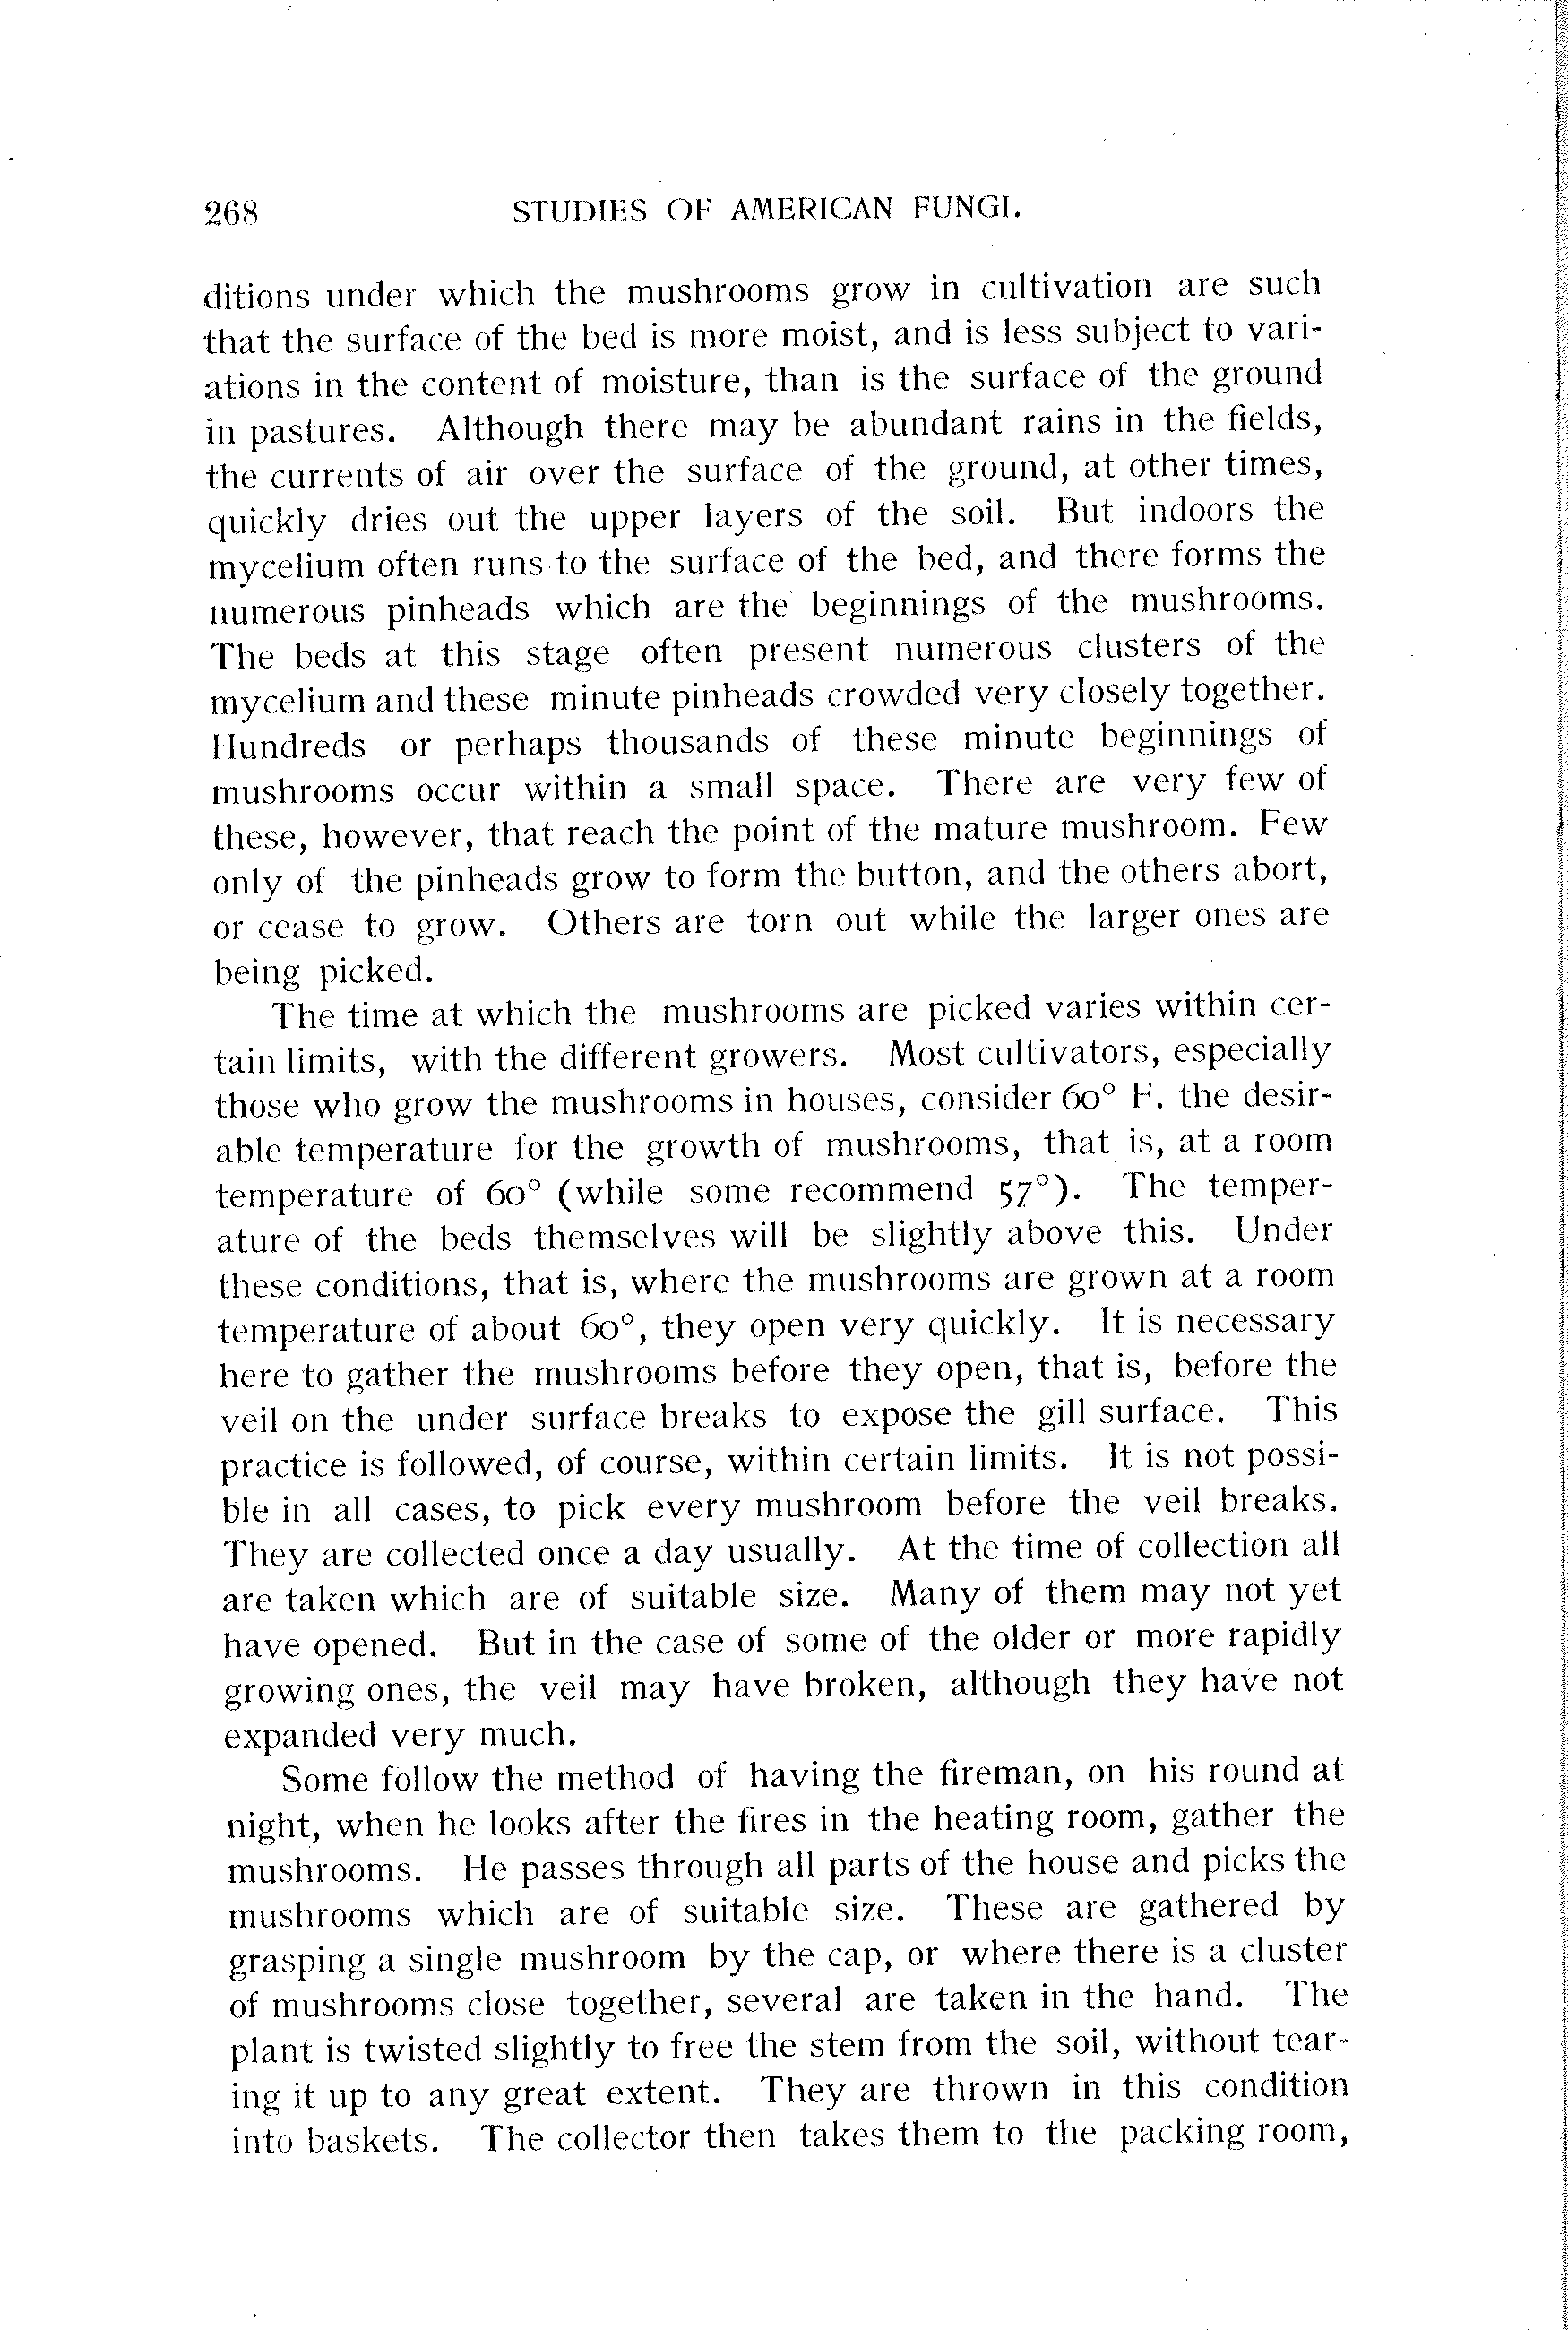 268 STUDIES OF AMERICAN FUNGI.
ditions under which the mushrooms grow in cultivation are such
that the surface of the bed is more moist, and is less subject to vari-
ations in the content of moisture, than is the surface of the ground
in pastures. Although there may be abundant rains in the fields,
the currents of air over the surface of the ground, at other times,
quickly dries out the upper layers of the soil. But indoors the
mycelium often runs to the surface of the bed, and there forms the
numerous pinheads which are the beginnings of the mushrooms.
The beds at this stage often present numerous clusters of the
mycelium and these minute pinheads crowded very closely together.
Hundreds or perhaps thousands of these minute beginnings of
mushrooms occur within a small space. There are very few of
these, however, that reach the point of the mature mushroom. Few
only of the pinheads grow to form the button, and the others abort,
or cease to grow. Others are torn out while the larger ones are
being picked.
The time at which the mushrooms are picked varies within cer-
tain limits, with the different growers. Most cultivators, especially
those who grow the mushrooms in houses, consider 60° F. the desir-
able temperature for the growth of mushrooms, that is, at a room
temperature of 60° (while some recommend 57°). The temper-
ature of the beds themselves will be slightly above this. Under
these conditions, that is, where the mushrooms are grown at a room
temperature of about 60°, they open very quickly. It is necessary
here to gather the mushrooms before they open, that is, before the
veil on the under surface breaks to expose the gill surface. This
practice is followed, of course, within certain limits. It is not possi-
ble in all cases, to pick every mushroom before the veil breaks.
They are collected once a day usually. At the time of collection all
are taken which are of suitable size. Many of them may not yet
have opened. But in the case of some of the older or more rapidly
growing ones, the veil may have broken, although they have not
expanded very much.
Some follow the method of having the fireman, on his round at
night, when he looks after the fires in the heating room, gather the
mushrooms. He passes through all parts of the house and picks the
mushrooms which are of suitable size. These are gathered by
grasping a single mushroom by the cap, or where there is a cluster
of mushrooms close together, several are taken in the hand. The
plant is twisted slightly to free the stem from the soil, without tear-
ing it up to any great extent. They are thrown in this condition
into baskets. The collector then takes them to the packing room,